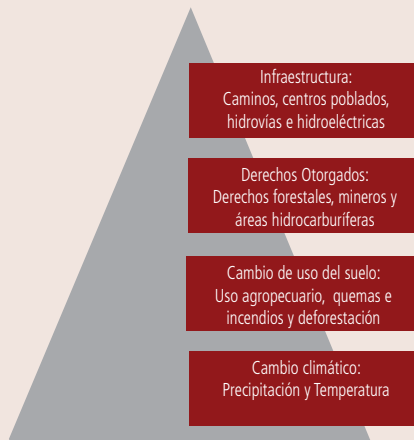 Infraestructura:
Caminos, centros poblados,
hidrovías e hidroeléctricas
Derechos Otorgados:
Derechos forestales, mineros y
áreas hidrocarburíferas
Cambio de uso del suelo:
Uso agropecuario, quemas e
incendios y deforestación
Cambio climático:
Precipitación y Temperatura